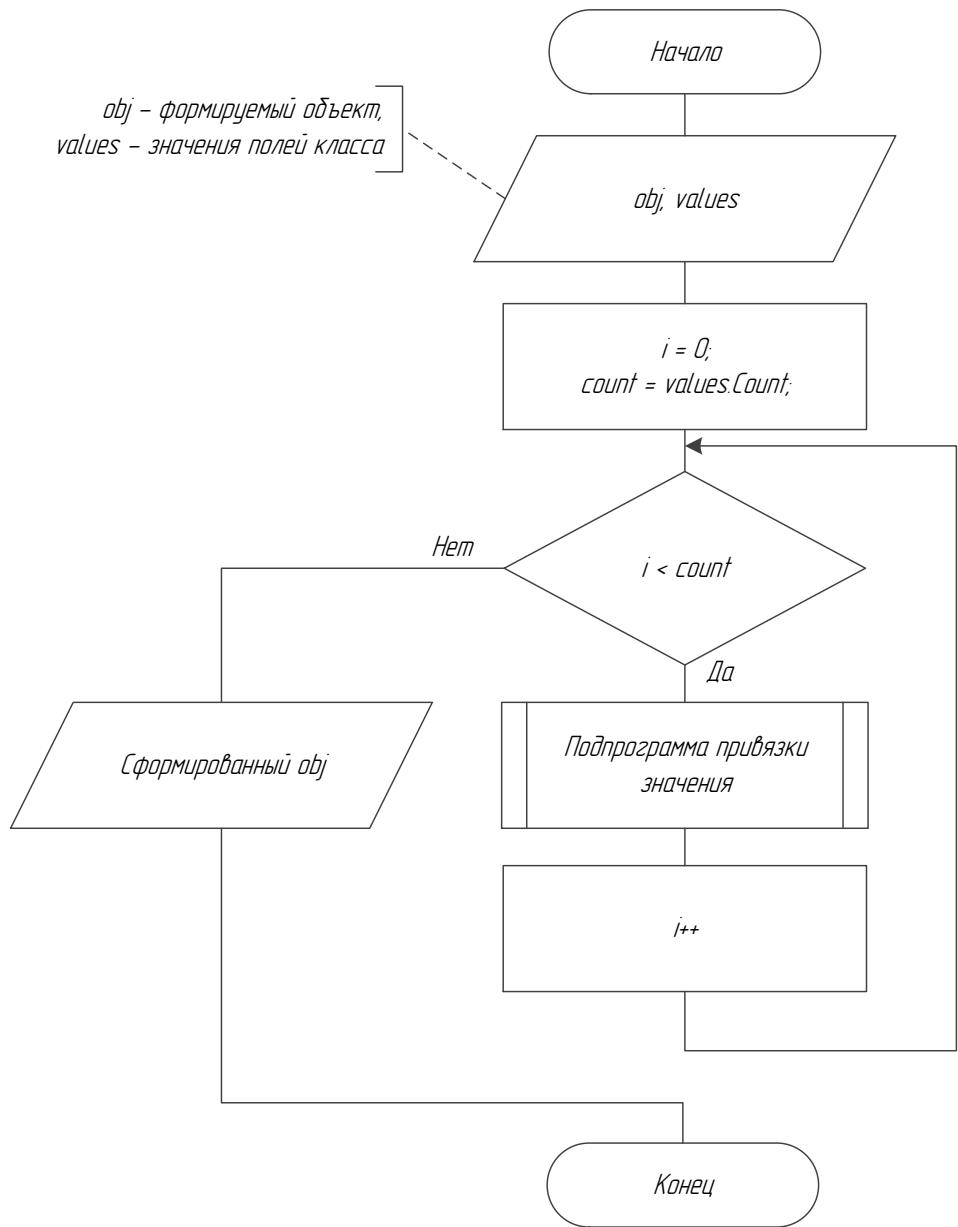 Начало
obj – формируемый объект,
values – значения полей класса
obj, values
i = 0;
count = values.Count;
i < count
Нет
Да
Сформированный obj
Подпрограмма привязки
значения
i++
Конец